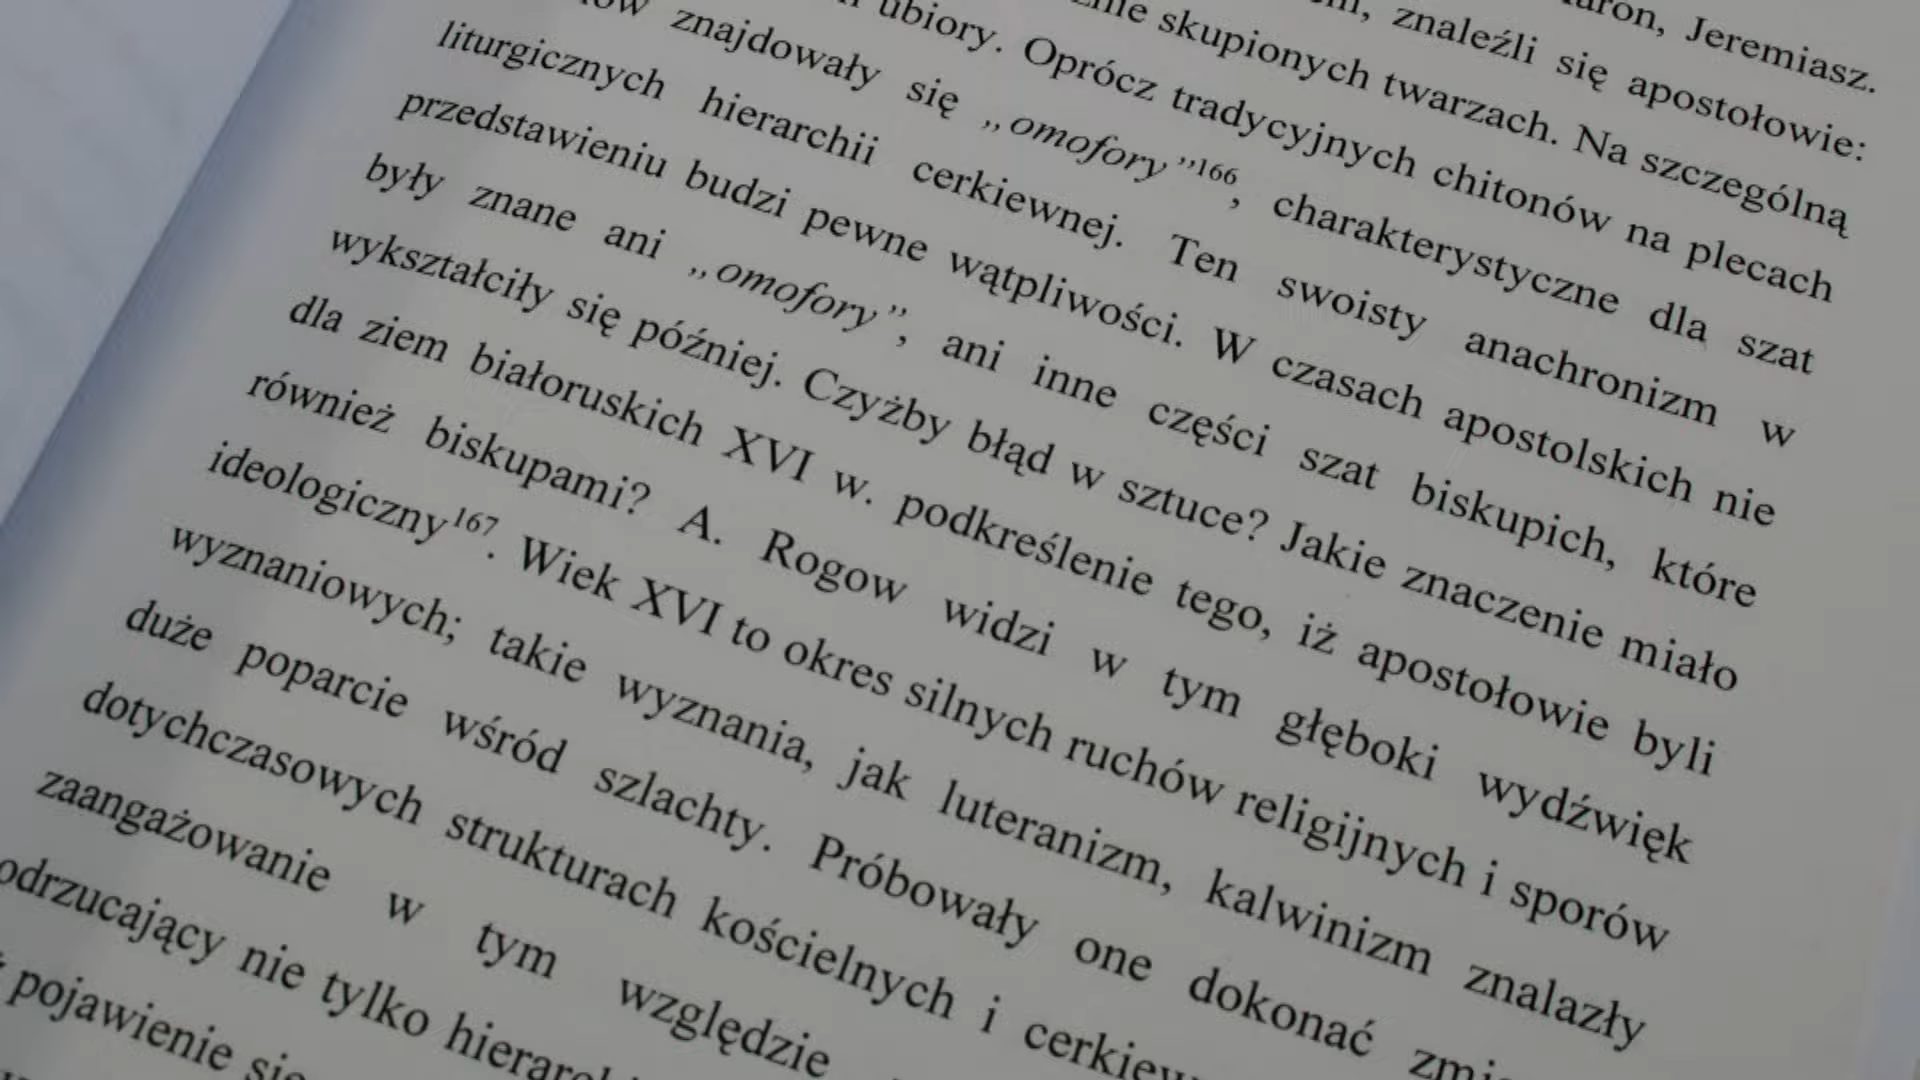 Jeremiasz.
znaleźli się apostołowie:
skupionych twarzach. Na szczególną
ubiory. Oprócz tradycyjnych chitonów na plecach
znajdowały się „omofory”166, charakterystyczne dla szat
liturgicznych hierarchii cerkiewnej. Ten swoisty anachronizm w
przedstawieniu budzi pewne wątpliwości. W czasach apostolskich nie
były znane ani „omofory”, ani inne części szat biskupich, które
wykształciły się później. Czyżby błąd w sztuce? Jakie znaczenie miało
dla ziem białoruskich XVI w. podkreślenie tego, iż apostołowie byli
również biskupami? A. Rogow widzi w tym głęboki wydźwięk
ideologiczny167. Wiek XVI to okres silnych ruchów religijnych i sporów
wyznaniowych; takie wyznania, jak luteranizm, kalwinizm znalazły
duże poparcie wśród szlachty. Próbowały one dokonać
dotychczasowych strukturach kościelnych i
zaangażowanie w tym względzie
odrzucający nie tylko
pojawienie się